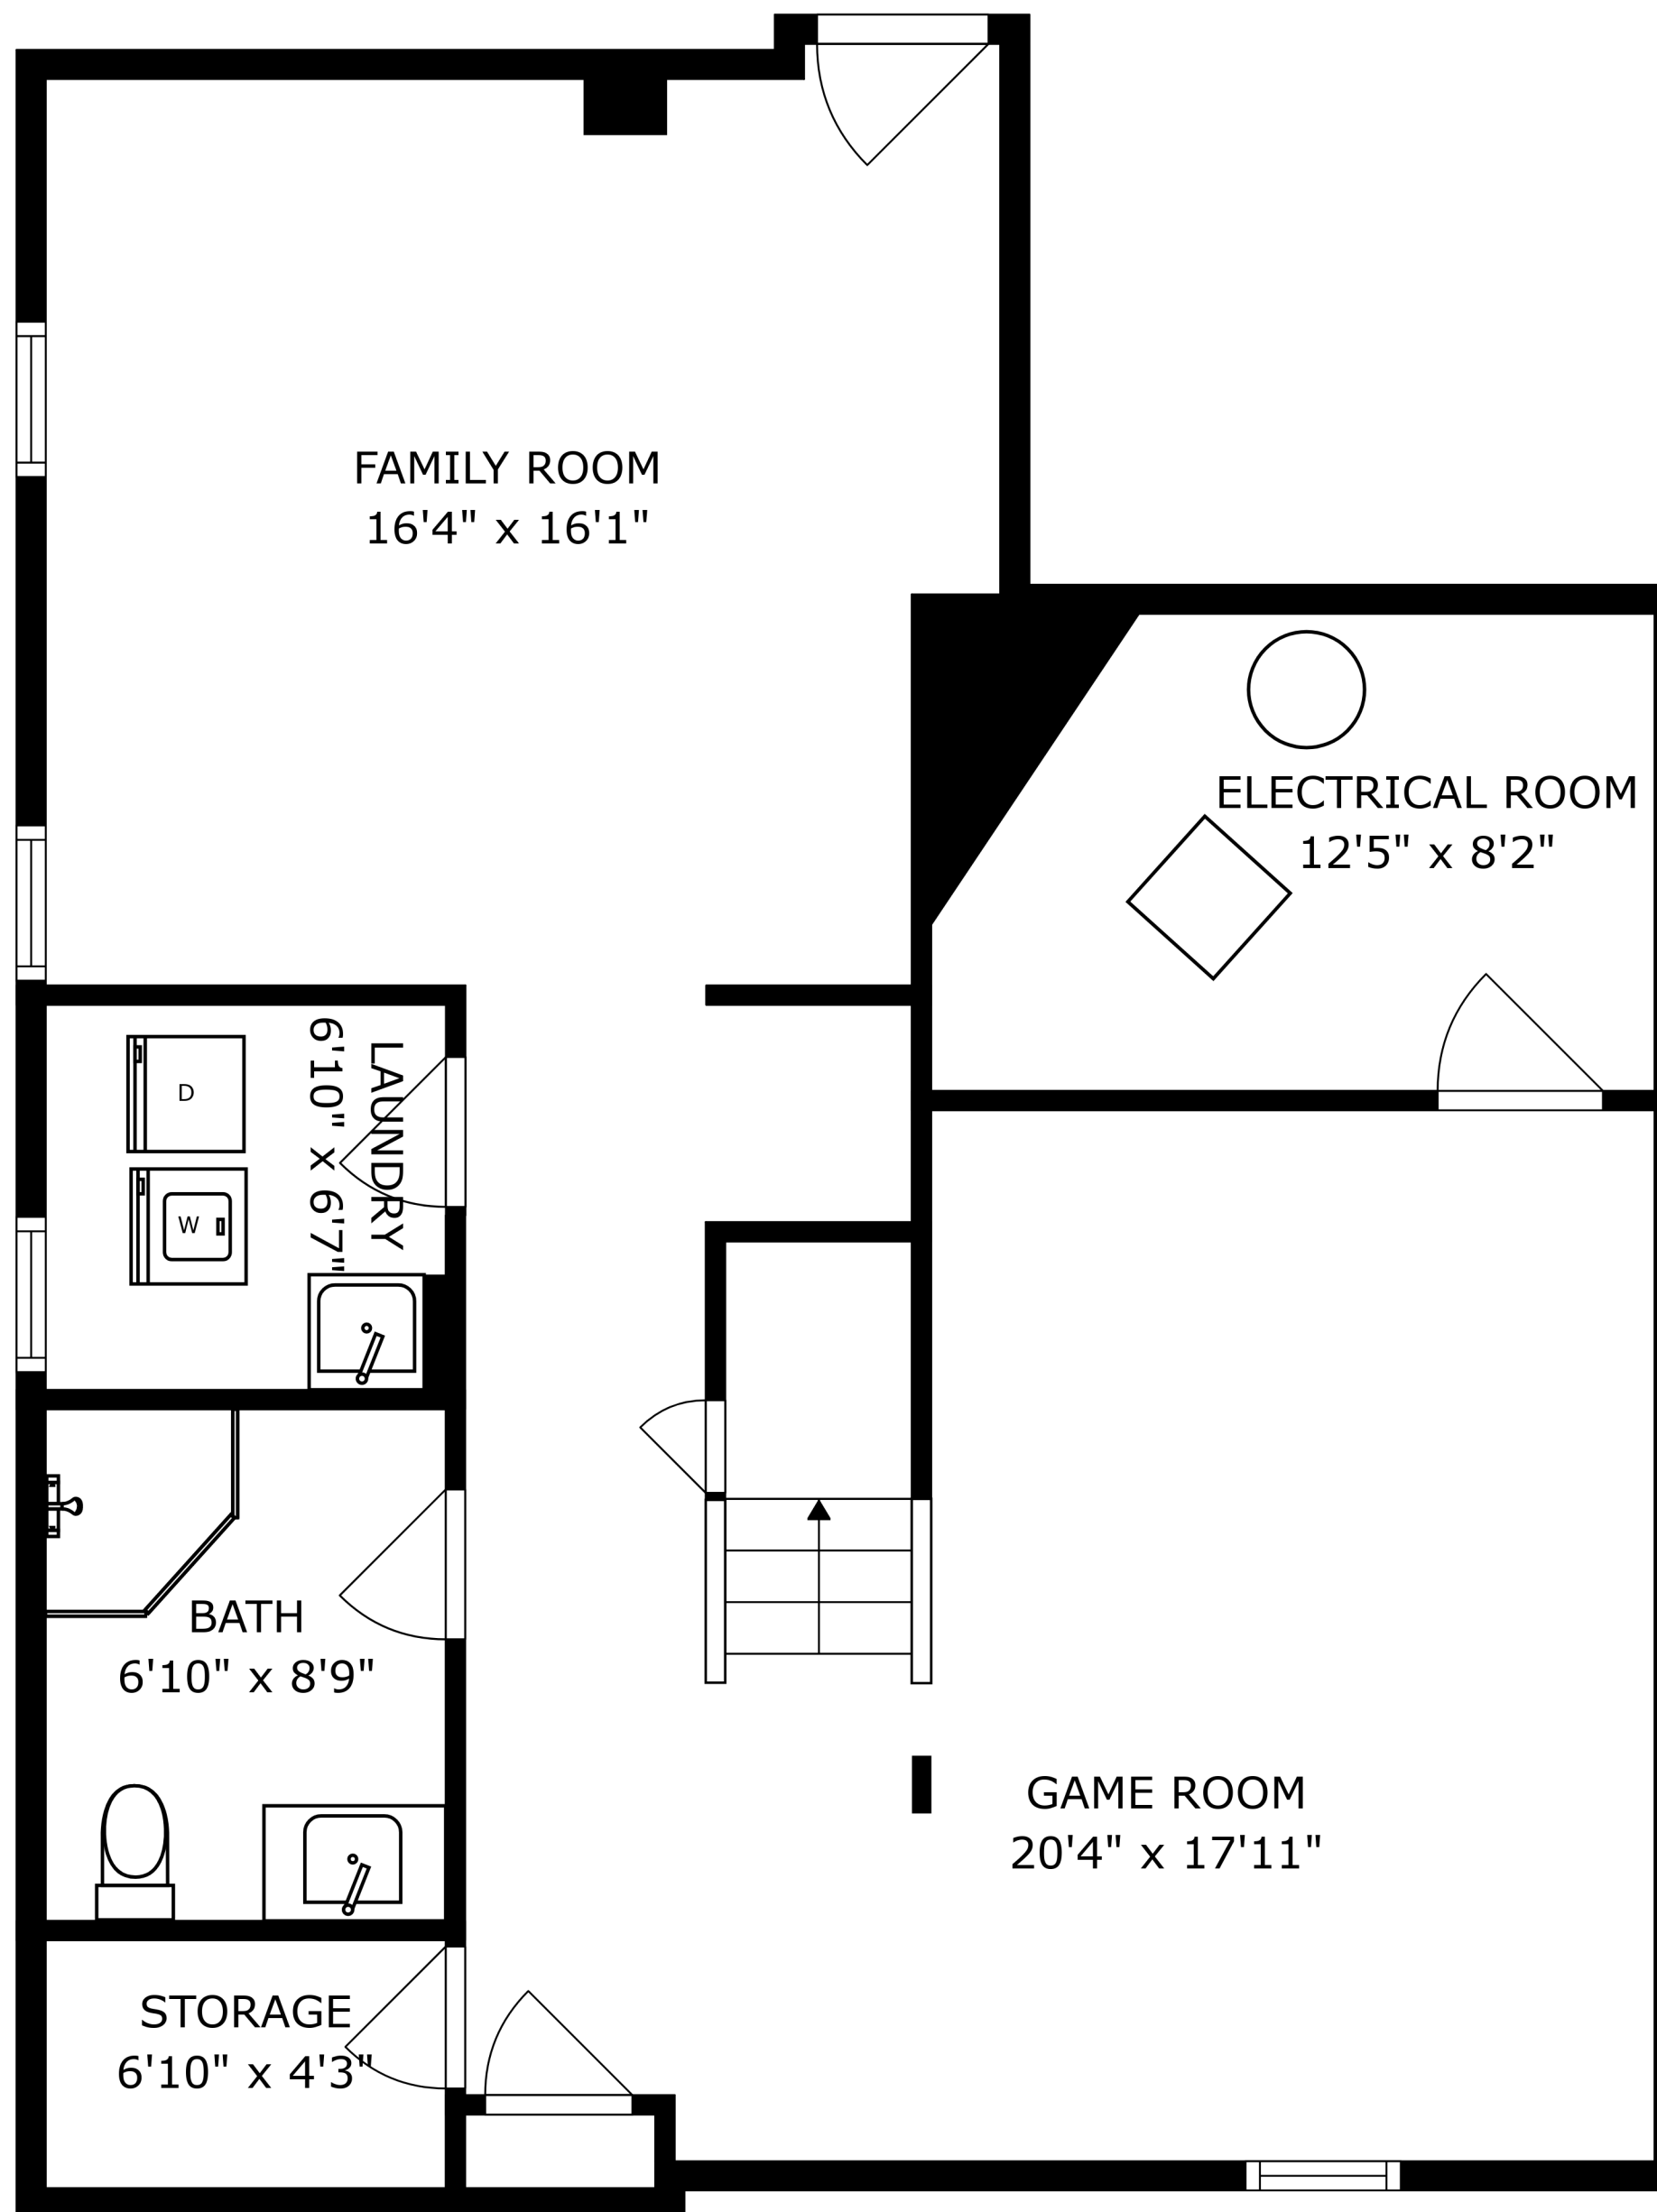 FAMILY ROOM
16'4" x 16'1"
ELECTRICAL ROOM
12'5" x 8'2"
LAUNDRY
6'10" x 6'7"
D
W
BATH
6'10" x 8'9"
GAME ROOM
20'4" x 17'11"
STORAGE
6'10" x 4'3"